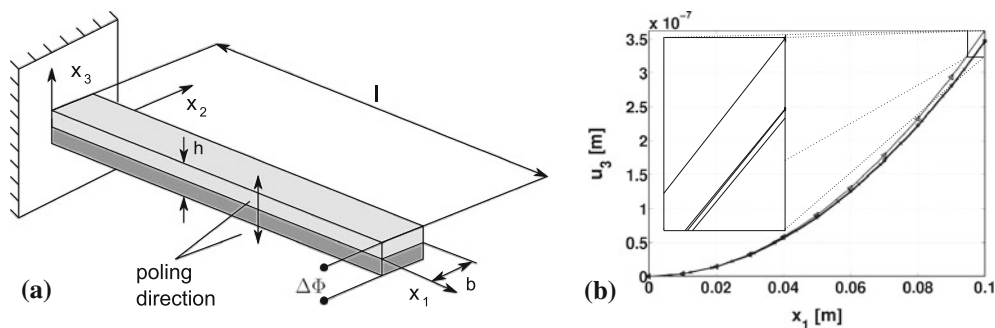 x₃
x₂
l
h
poling
direction
ΔΦ
x₁
b
(a)
x 10⁻⁷
3.5
3
2.5
2
1.5
1
0.5
0
u₃ [m]
0
0.02
0.04
0.06
0.08
0.1
x₁ [m]
(b)